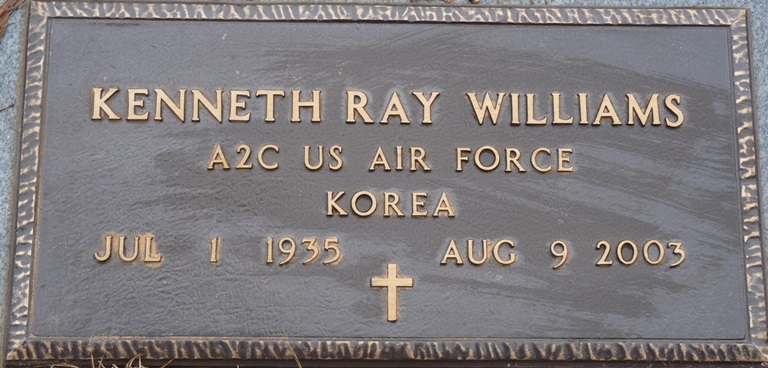 KENNETH RAY WILLIAMS
A2C US AIR FORCE
KOREA
JUL 1 1935 AUG 9 2003